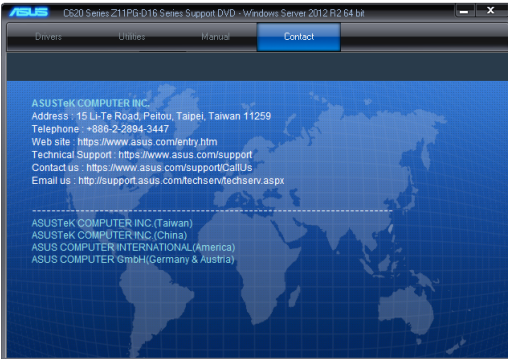 ASUS C620 Series Z11PG-D16 Series Support DVD - Windows Server 2012 R2 64 bit
Drivers Utilities Manual Contact
ASUSTeK COMPUTER INC.
Address : 15 Li-Te Road, Peitou, Taipei, Taiwan 11259
Telephone : +886-2-2894-3447
Web site : https://www.asus.com/entry.htm
Technical Support : https://www.asus.com/support
Contact us : https://www.asus.com/support/CallUs
Email us : http://support.asus.com/techserv/techserv.aspx
ASUSTeK COMPUTER INC.(Taiwan)
ASUSTeK COMPUTER INC.(China)
ASUS COMPUTER INTERNATIONAL(America)
ASUS COMPUTER GmbH(Germany & Austria)